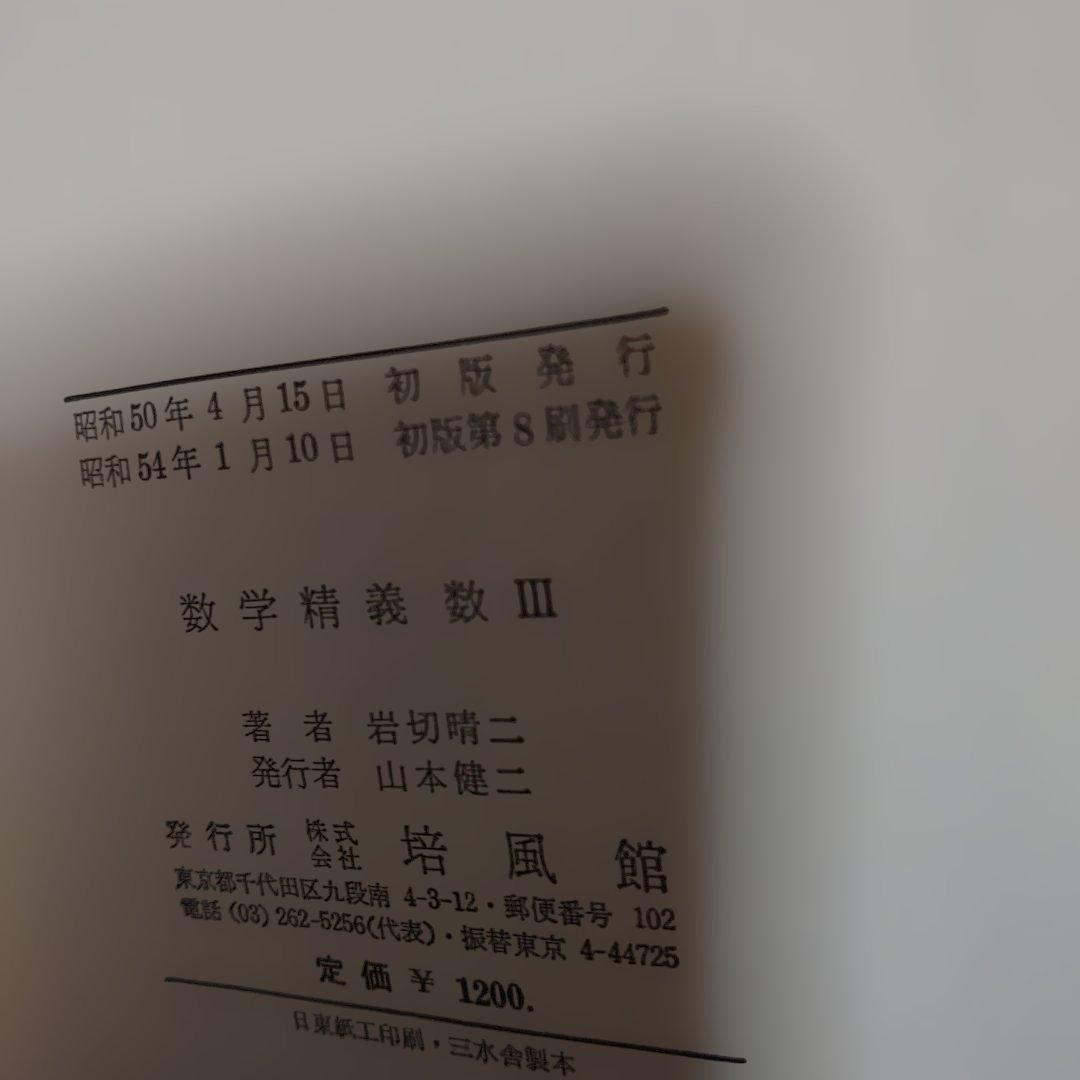 昭和50年4月15日 初版発行
昭和54年1月10日 初版第8刷発行
数学精義 数III
著者 岩切晴二
発行者 山本健二
発行所 株式会社 培風館
東京都千代田区九段南 4-3-12・郵便番号 102
電話 (03) 262-5256(代表)・振替東京 4-44725
定価 ¥ 1200.
日東紙工印刷・三水舎製本